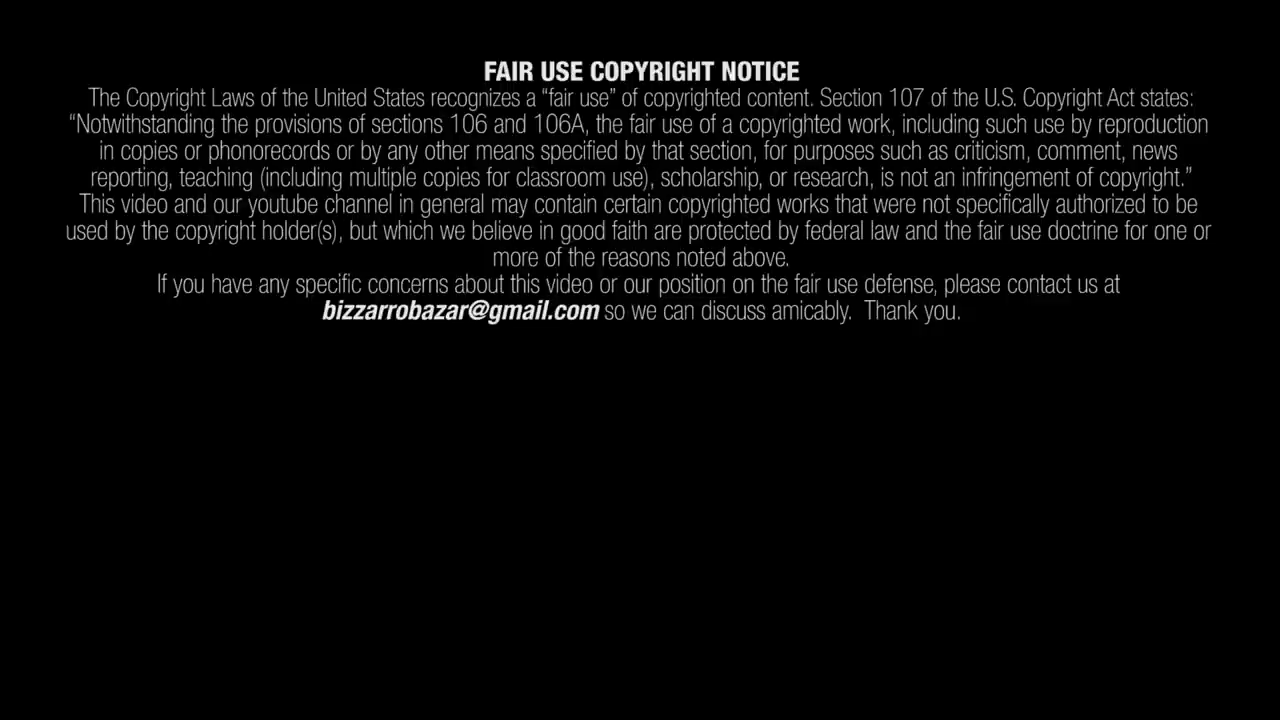 FAIR USE COPYRIGHT NOTICE
The Copyright Laws of the United States recognizes a “fair use” of copyrighted content. Section 107 of the U.S. Copyright Act states:
“Notwithstanding the provisions of sections 106 and 106A, the fair use of a copyrighted work, including such use by reproduction
in copies or phonorecords or by any other means specified by that section, for purposes such as criticism, comment, news
reporting, teaching (including multiple copies for classroom use), scholarship, or research, is not an infringement of copyright.”
This video and our youtube channel in general may contain certain copyrighted works that were not specifically authorized to be
used by the copyright holder(s), but which we believe in good faith are protected by federal law and the fair use doctrine for one or
more of the reasons noted above.
If you have any specific concerns about this video or our position on the fair use defense, please contact us at
bizzarrobazar@gmail.com so we can discuss amicably.  Thank you.